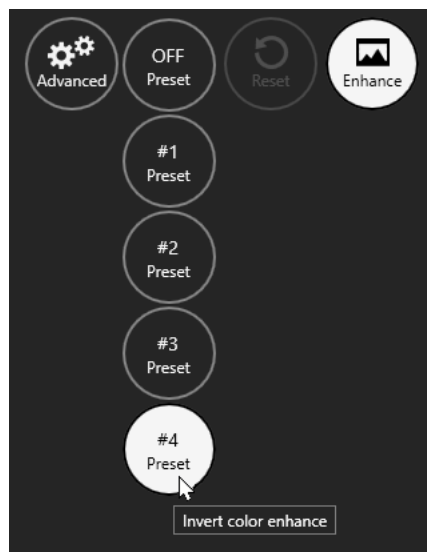 Advanced
OFF
Preset
Reset
Enhance
#1
Preset
#2
Preset
#3
Preset
#4
Preset
Invert color enhance